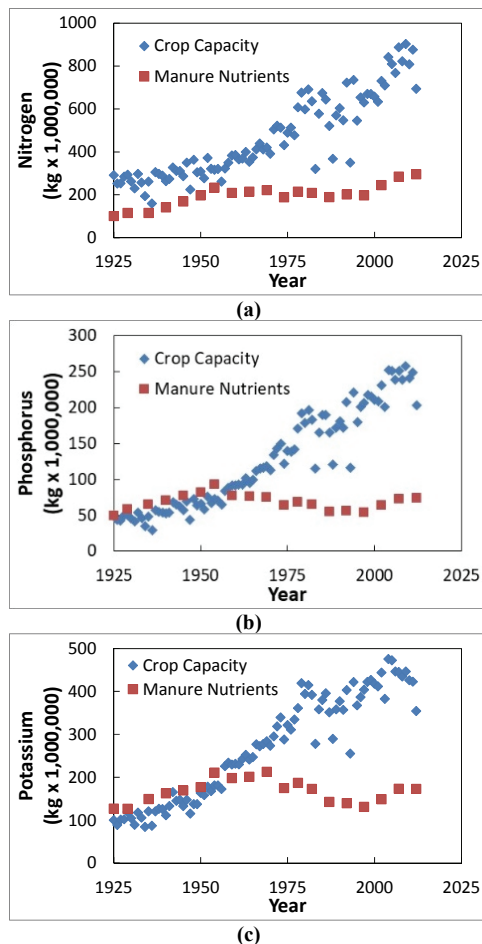 1000
800
600
400
200
0
Nitrogen
(kg x 1,000,000)
Crop Capacity
Manure Nutrients
1925 1950 1975 2000 2025
Year
(a)
300
250
200
150
100
50
0
Phosphorus
(kg x 1,000,000)
Crop Capacity
Manure Nutrients
1925 1950 1975 2000 2025
Year
(b)
500
400
300
200
100
0
Potassium
(kg x 1,000,000)
Crop Capacity
Manure Nutrients
1925 1950 1975 2000 2025
Year
(c)